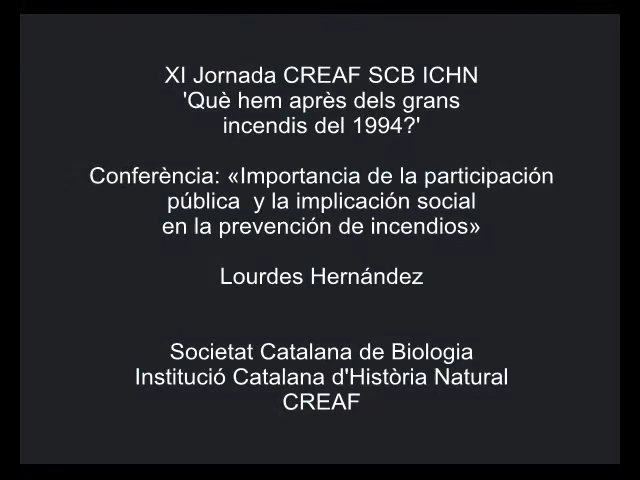 XI Jornada CREAF SCB ICHN
'Què hem après dels grans
incendis del 1994?'
Conferència: «Importancia de la participación
pública  y la implicación social
en la prevención de incendios»
Lourdes Hernández
Societat Catalana de Biologia
Institució Catalana d'Història Natural
CREAF